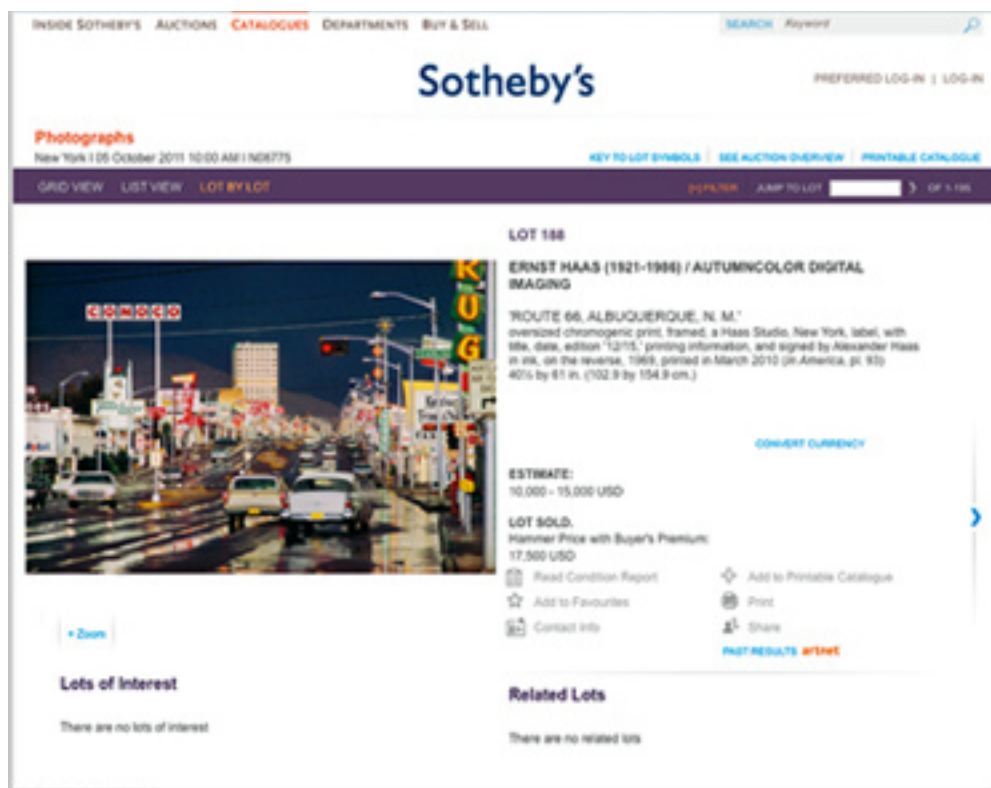 INSIDE SOTHEBY'S AUCTIONS CATALOGUES DEPARTMENTS BUY & SELL
SEARCH Keyword
Sotheby's
PREFERRED LOG-IN | LOG-IN
Photographs
New York | 05 October 2011 10:00 AM | N08775
KEY TO LOT SYMBOLS | SEE AUCTION OVERVIEW | PRINTABLE CATALOGUE
GRID VIEW LIST VIEW LOT BY LOT
[+] FILTER JUMP TO LOT OF 1-195
LOT 188
ERNST HAAS (1921-1986) / AUTUMNCOLOR DIGITAL
IMAGING
'ROUTE 66, ALBUQUERQUE, N. M.'
oversized chromogenic print, framed, a Haas Studio, New York, label, with
title, date, edition '12/15,' printing information, and signed by Alexander Haas
in ink, on the reverse, 1969, printed in March 2010 (in America, pl. 93)
40½ by 61 in. (102.9 by 154.9 cm.)
CONOCO
RUG
Mobil
CONVERT CURRENCY
ESTIMATE:
10,000 - 15,000 USD
LOT SOLD.
Hammer Price with Buyer's Premium:
17,500 USD
Read Condition Report
Add to Printable Catalogue
Add to Favourites
Print
Contact Info
Share
PAST RESULTS artnet
+ Zoom
Lots of Interest
There are no lots of interest
Related Lots
There are no related lots